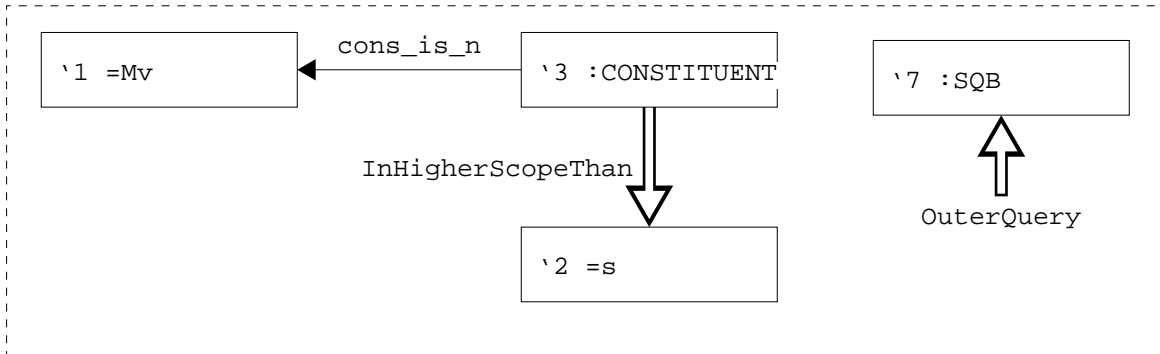 cons_is_n
‘1 =Mv
‘3 :CONSTITUENT
‘7 :SQB
InHigherScopeThan
OuterQuery
‘2 =s